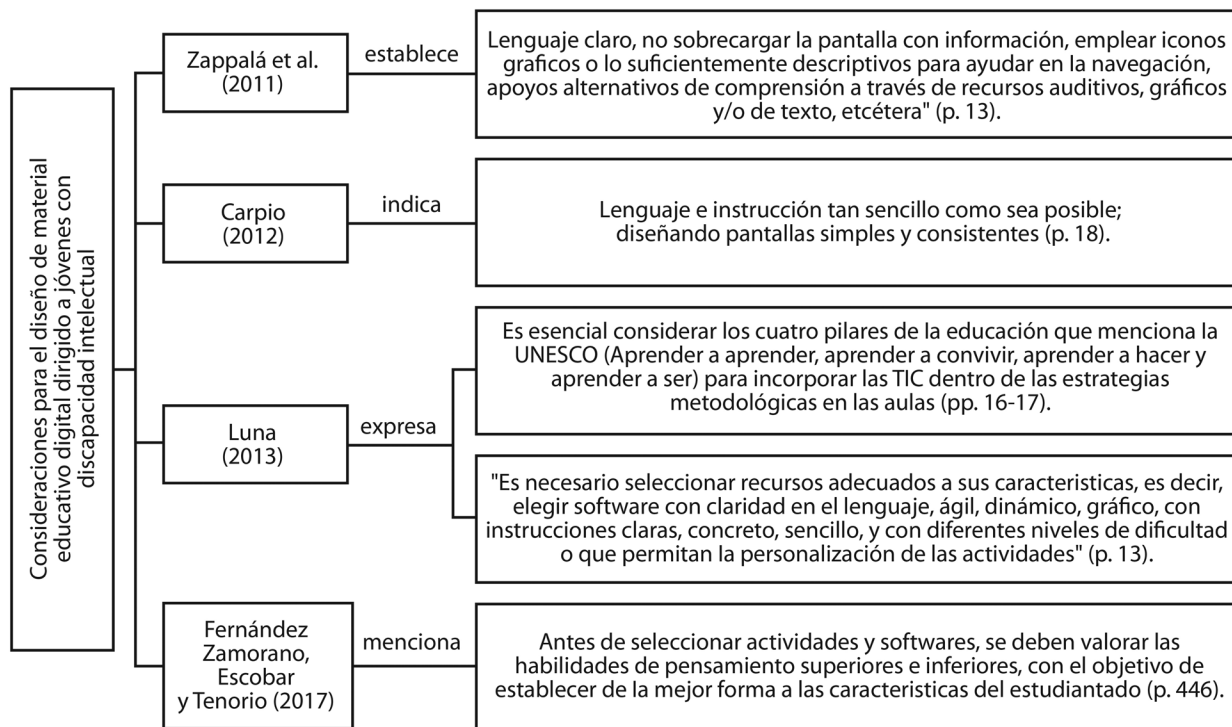 Consideraciones para el diseño de material
educativo digital dirigido a jóvenes con
discapacidad intelectual
Zappalá et al.
(2011)
establece
Lenguaje claro, no sobrecargar la pantalla con información, emplear iconos
graficos o lo suficientemente descriptivos para ayudar en la navegación,
apoyos alternativos de comprensión a través de recursos auditivos, gráficos
y/o de texto, etcétera" (p. 13).
Carpio
(2012)
indica
Lenguaje e instrucción tan sencillo como sea posible;
diseñando pantallas simples y consistentes (p. 18).
Luna
(2013)
expresa
Es esencial considerar los cuatro pilares de la educación que menciona la
UNESCO (Aprender a aprender, aprender a convivir, aprender a hacer y
aprender a ser) para incorporar las TIC dentro de las estrategias
metodológicas en las aulas (pp. 16-17).
"Es necesario seleccionar recursos adecuados a sus caracteristicas, es decir,
elegir software con claridad en el lenguaje, ágil, dinámico, gráfico, con
instrucciones claras, concreto, sencillo, y con diferentes niveles de dificultad
o que permitan la personalización de las actividades" (p. 13).
Fernández
Zamorano,
Escobar
y Tenorio (2017)
menciona
Antes de seleccionar actividades y softwares, se deben valorar las
habilidades de pensamiento superiores e inferiores, con el objetivo de
establecer de la mejor forma a las caracteristicas del estudiantado (p. 446).